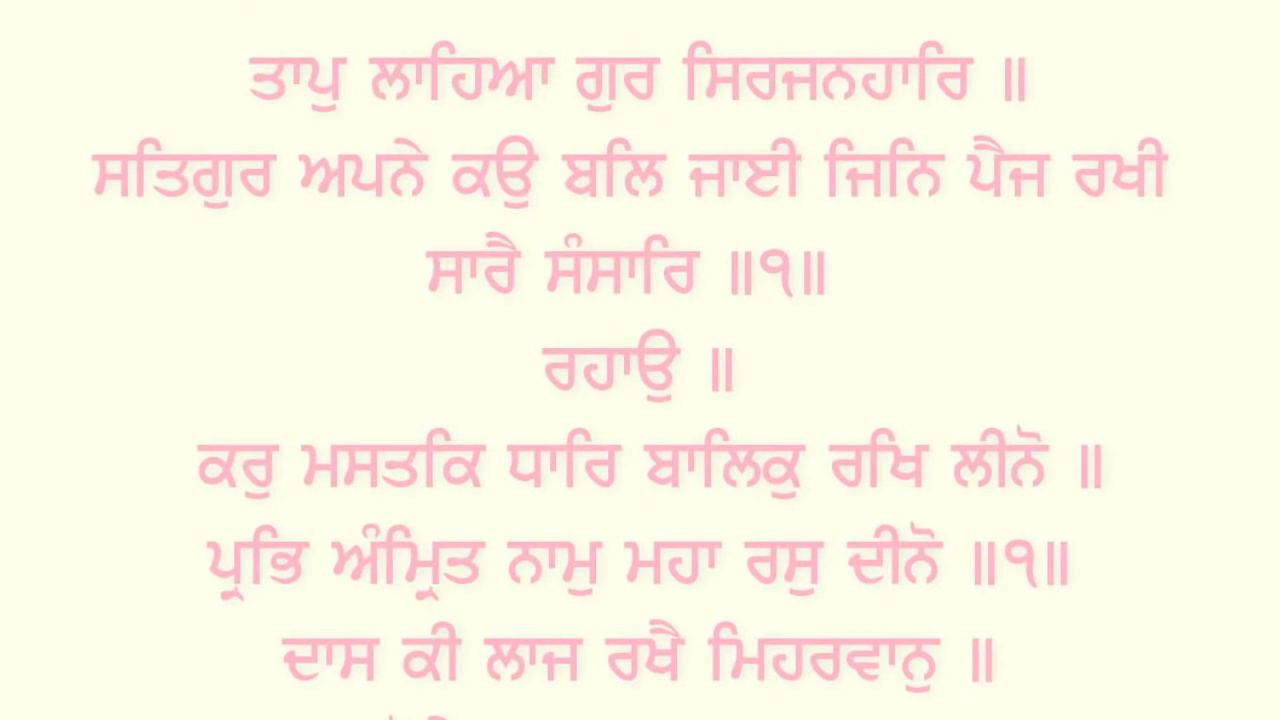 ਤਾਪੁ ਲਾਹਿਆ ਗੁਰ ਸਿਰਜਨਹਾਰਿ ॥
ਸਤਿਗੁਰ ਅਪਨੇ ਕਉ ਬਲਿ ਜਾਈ ਜਿਨਿ ਪੈਜ ਰਖੀ
ਸਾਰੈ ਸੰਸਾਰਿ ॥੧॥
ਰਹਾਉ ॥
ਕਰੁ ਮਸਤਕਿ ਧਾਰਿ ਬਾਲਿਕੁ ਰਖਿ ਲੀਨੋ ॥
ਪ੍ਰਭਿ ਅੰਮ੍ਰਿਤ ਨਾਮੁ ਮਹਾ ਰਸੁ ਦੀਨੋ ॥੧॥
ਦਾਸ ਕੀ ਲਾਜ ਰਖੈ ਮਿਹਰਵਾਨੁ ॥